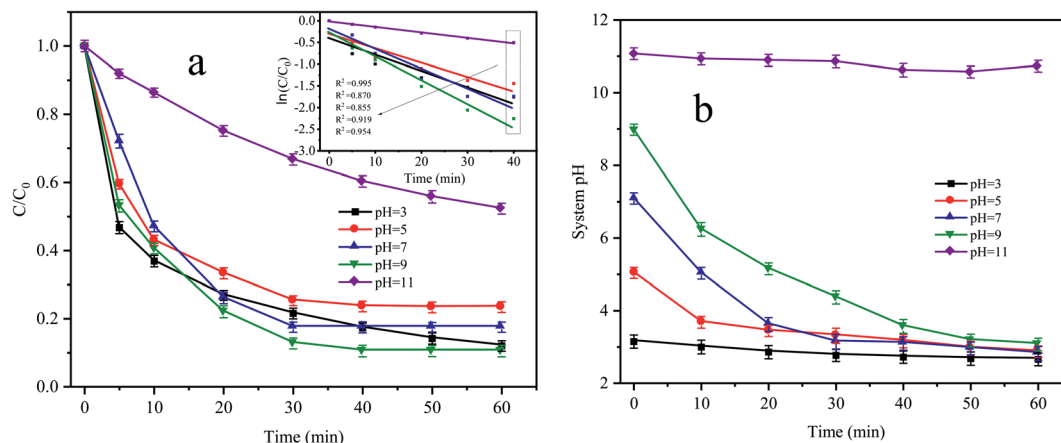 a
1.0
0.8
0.6
0.4
0.2
0.0
C/C0
0 10 20 30 40 50 60
Time (min)
pH=3
pH=5
pH=7
pH=9
pH=11
0.0
-0.5
-1.0
-1.5
-2.0
-2.5
-3.0
ln(C/C0)
0 10 20 30 40
Time (min)
R²=0.995
R²=0.870
R²=0.855
R²=0.919
R²=0.954
b
12
10
8
6
4
2
System pH
0 10 20 30 40 50 60
Time (min)
pH=3
pH=5
pH=7
pH=9
pH=11